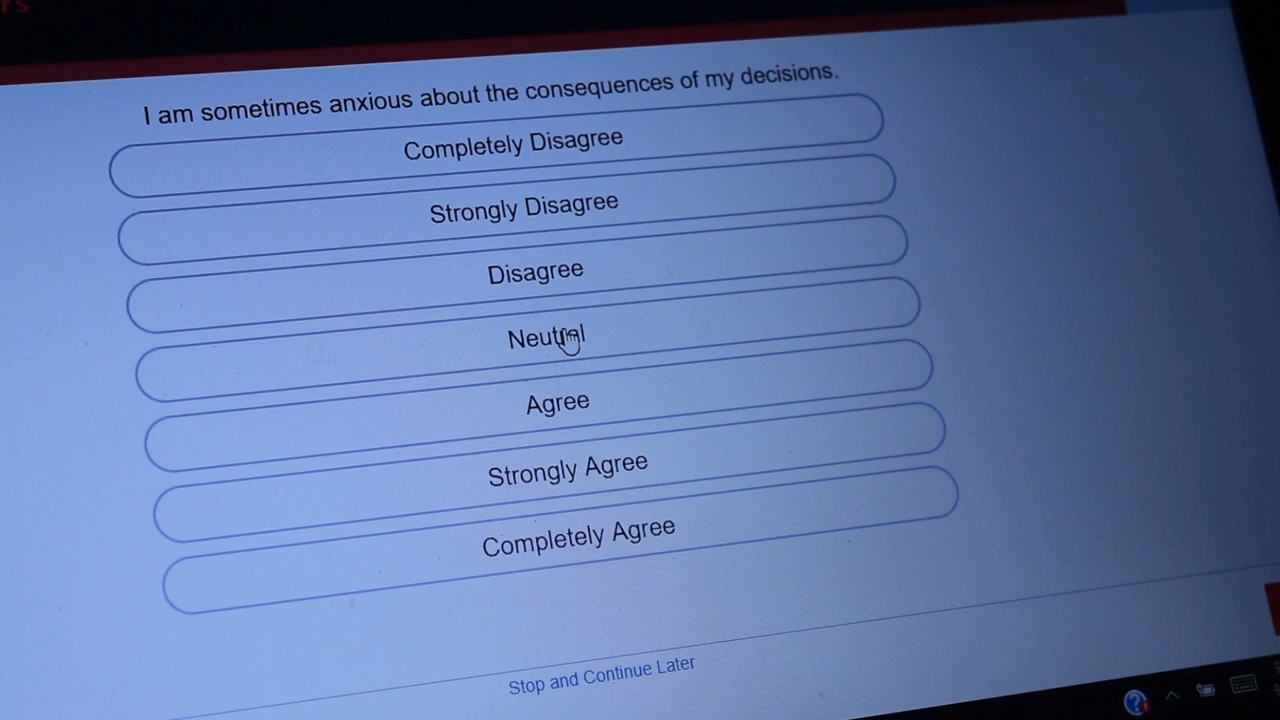 I am sometimes anxious about the consequences of my decisions.
Completely Disagree
Strongly Disagree
Disagree
Neutral
Agree
Strongly Agree
Completely Agree
Stop and Continue Later